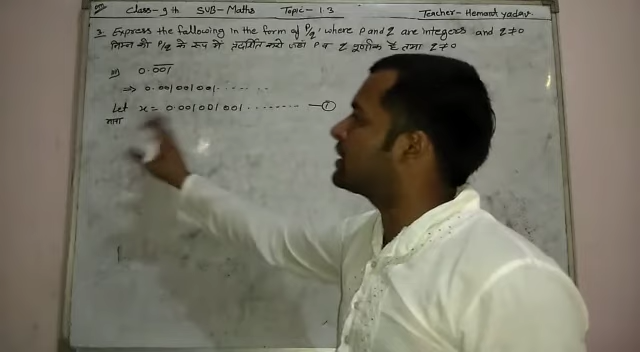 Class-9th SUB-Maths Topic-1.3 Teacher-Hemant yadav.
3. Express the following in the form of P/q, where P and q are integers and q≠0
निम्न को P/q के रूप में प्रदर्शित करो जहां P व q पूर्णांक हैं तथा q≠0
0.001
⇒ 0.001001001.......
Let x = 0.001001001......... —①
माना